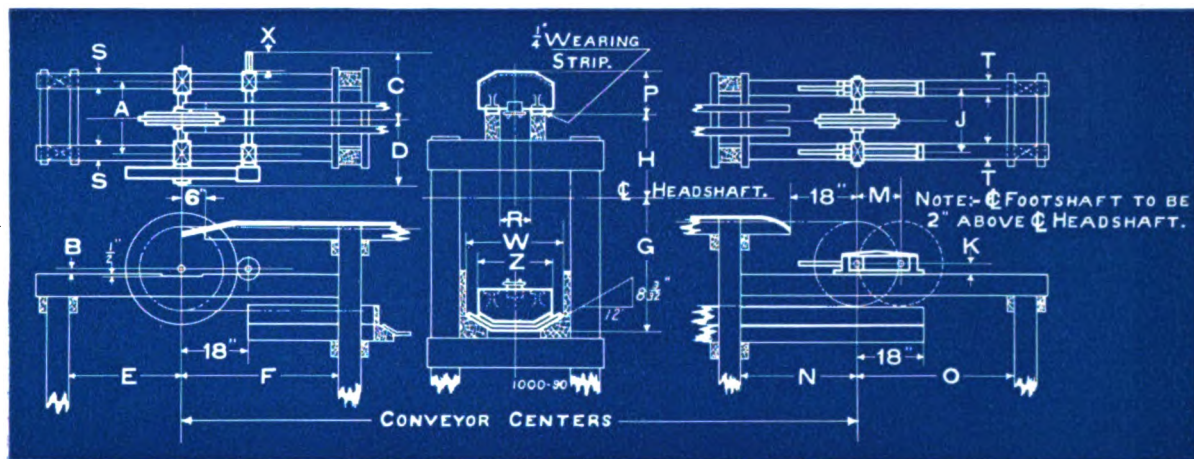 X
S
A
S
C
D
6"
1/4" WEARING
STRIP.
P
H
℄ HEADSHAFT.
R
W
Z
G
8 3/32"
12"
1000-90
T
J
T
18"
M
NOTE:- ℄ FOOTSHAFT TO BE
2" ABOVE ℄ HEADSHAFT.
B
1/2"
K
18"
18"
E
F
N
O
CONVEYOR CENTERS